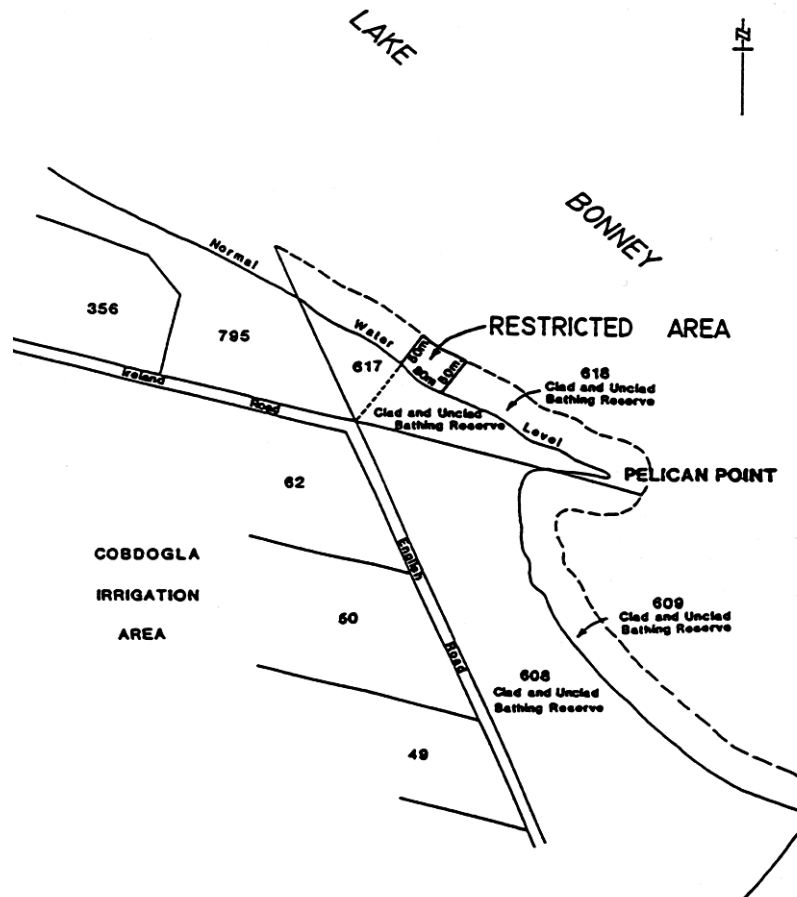 LAKE
N
BONNEY
Normal
Water
Level
RESTRICTED AREA
50m
80m
50m
356
795
617
Clad and Unclad
Bathing Reserve
618
Clad and Unclad
Bathing Reserve
Ireland
Road
PELICAN POINT
62
COBDOGLA
IRRIGATION
AREA
English
Road
50
609
Clad and Unclad
Bathing Reserve
608
Clad and Unclad
Bathing Reserve
49